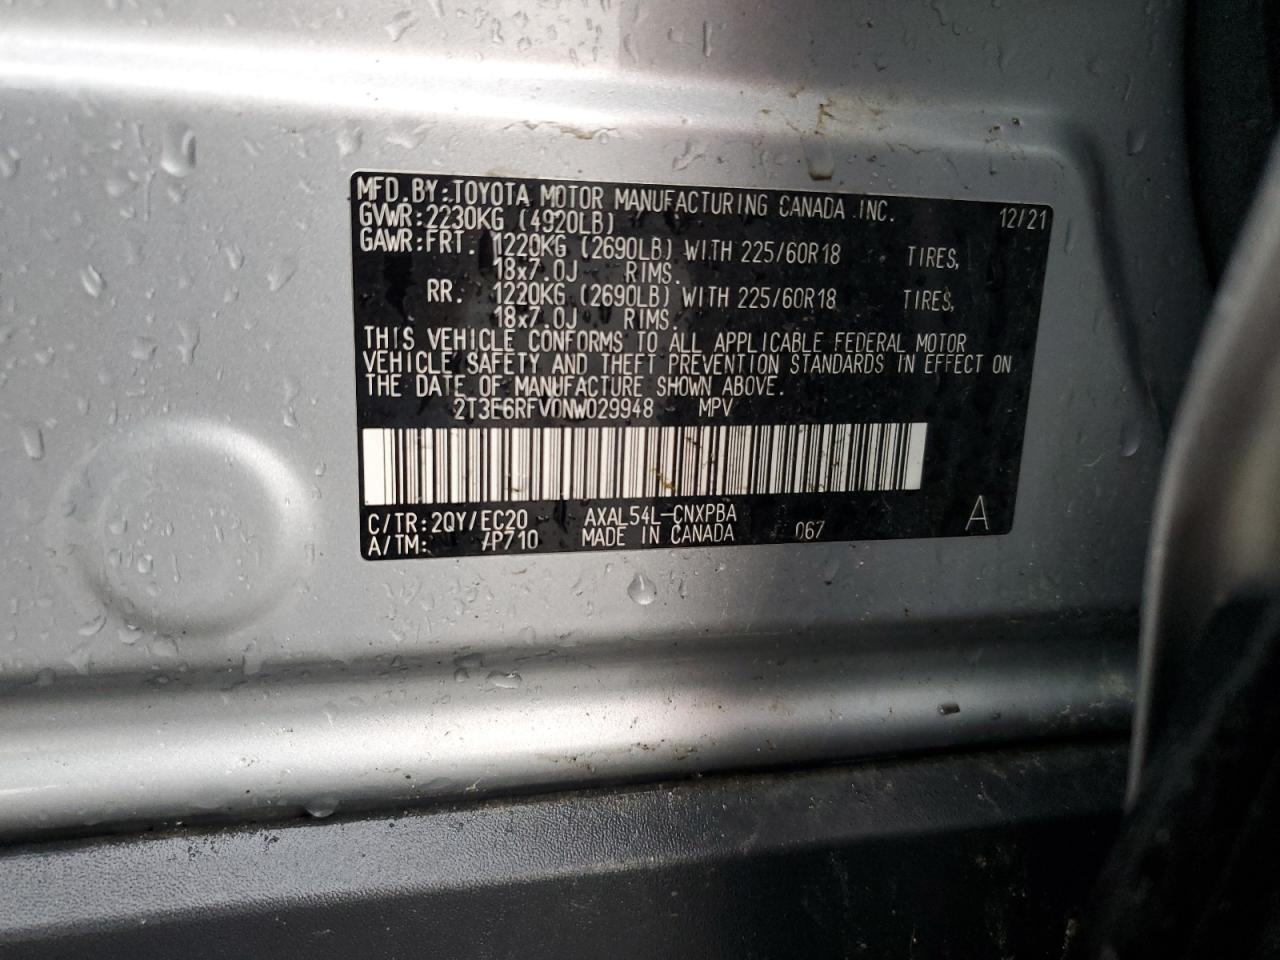 MFD. BY: TOYOTA MOTOR MANUFACTURING CANADA INC. 12/21
GVWR: 2230KG (4920LB)
GAWR: FRT. 1220KG (2690LB) WITH 225/60R18 TIRES,
18x7.0J RIMS.
RR. 1220KG (2690LB) WITH 225/60R18 TIRES,
18x7.0J RIMS.
THIS VEHICLE CONFORMS TO ALL APPLICABLE FEDERAL MOTOR
VEHICLE SAFETY AND THEFT PREVENTION STANDARDS IN EFFECT ON
THE DATE OF MANUFACTURE SHOWN ABOVE.
2T3E6RFV0NW029948 MPV
C/TR: 2QY/EC20 AXAL54L-CNXPBA
A/TM: /P710 MADE IN CANADA 067 A